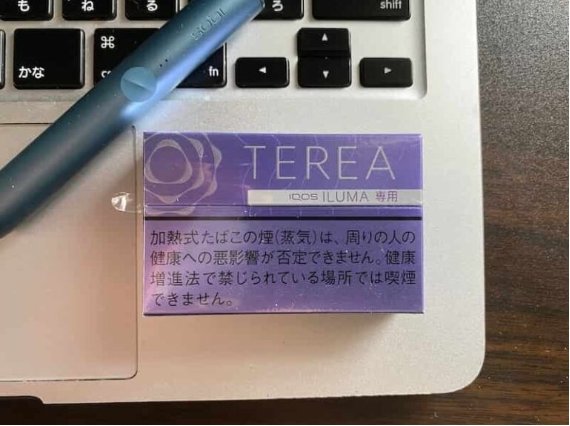 も
ね
る
ろ
shift
かな
⌘
fn
IQOS
TEREA
IQOS ILUMA 専用
加熱式たばこの煙(蒸気)は、周りの人の
健康への悪影響が否定できません。健康
増進法で禁じられている場所では喫煙
できません。